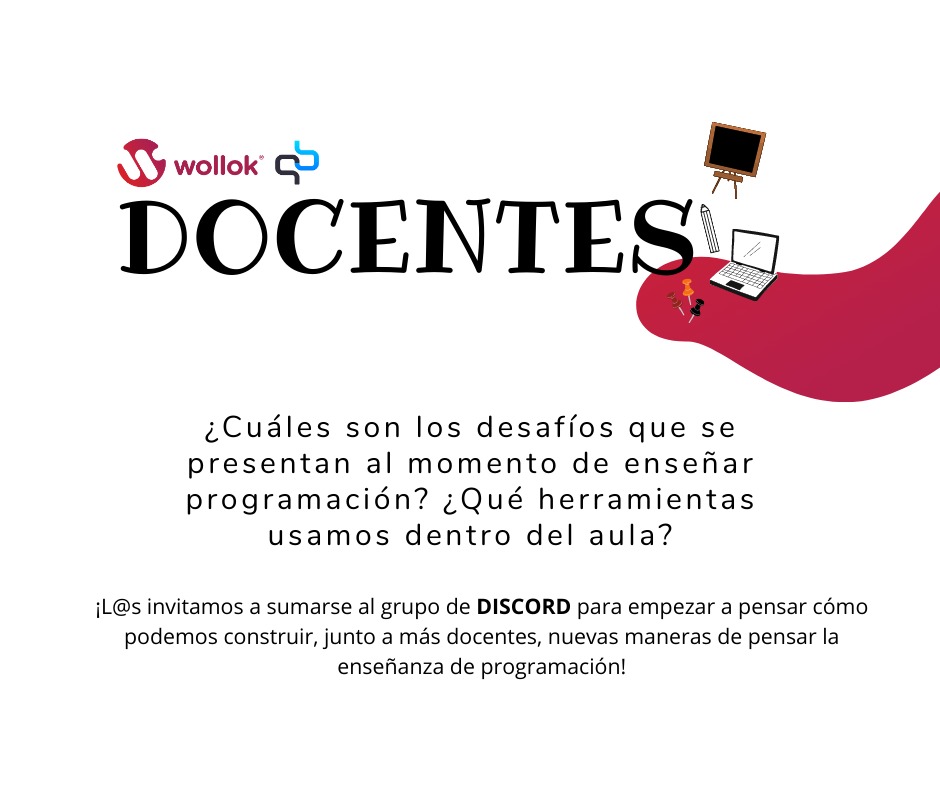 wollok®
DOCENTES
¿Cuáles son los desafíos que se
presentan al momento de enseñar
programación? ¿Qué herramientas
usamos dentro del aula?
¡L@s invitamos a sumarse al grupo de DISCORD para empezar a pensar cómo
podemos construir, junto a más docentes, nuevas maneras de pensar la
enseñanza de programación!